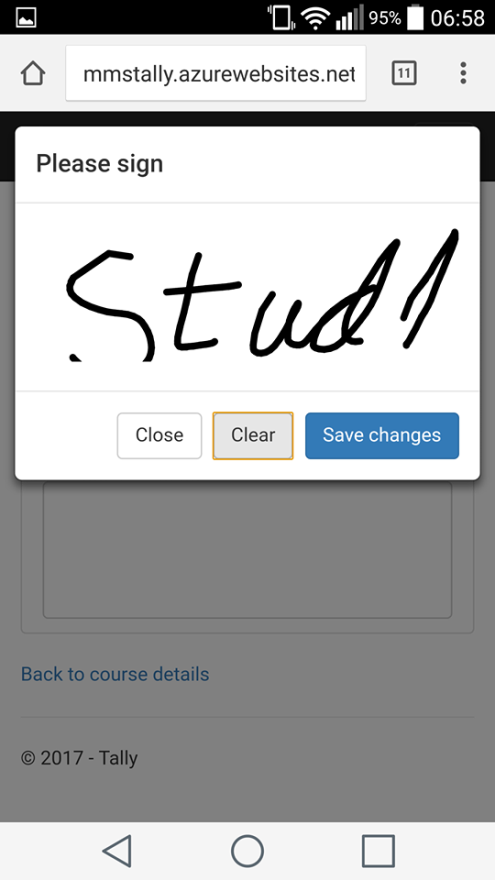 95% 06:58
mmstally.azurewebsites.net 11
Please sign
Stud1
Close Clear Save changes
Back to course details
© 2017 - Tally